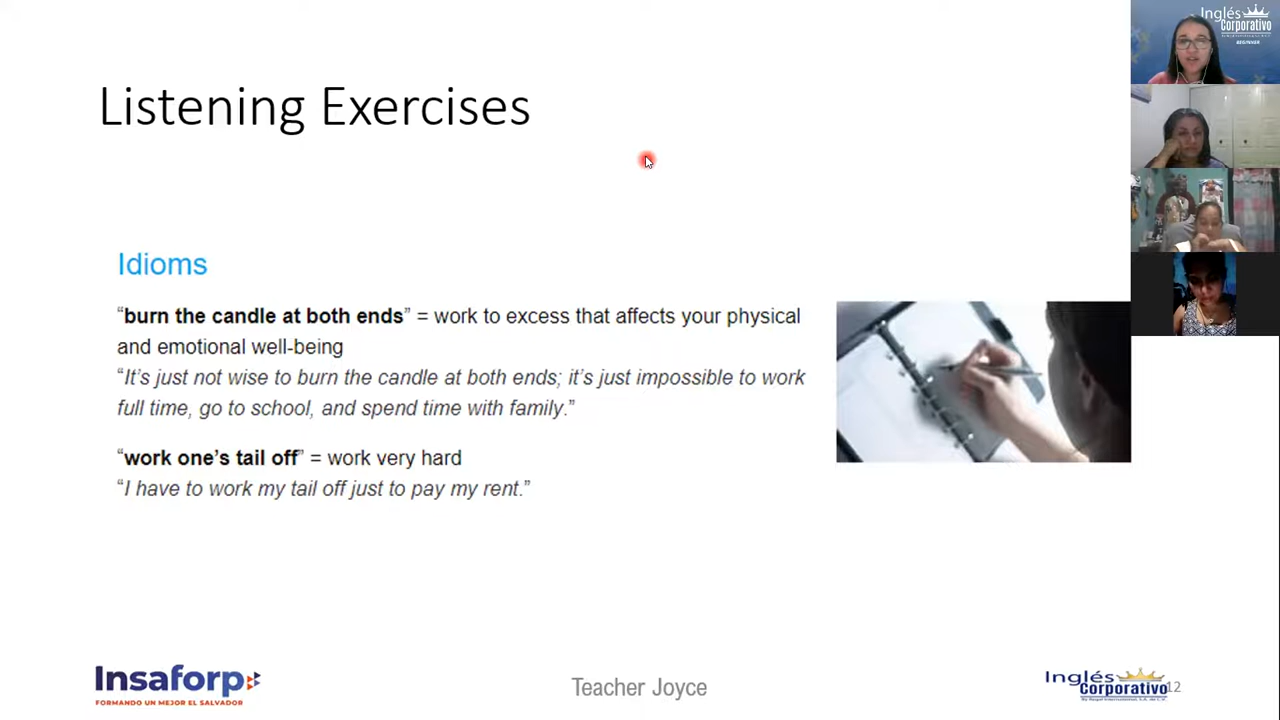 Listening Exercises
Idioms
“burn the candle at both ends” = work to excess that affects your physical
and emotional well-being
“It’s just not wise to burn the candle at both ends; it’s just impossible to work
full time, go to school, and spend time with family.”
“work one’s tail off” = work very hard
“I have to work my tail off just to pay my rent.”
Insaforp
FORMANDO UN MEJOR EL SALVADOR
Teacher Joyce
Inglés
Corporativo
12
Inglés
Corporativo
BEGINNER